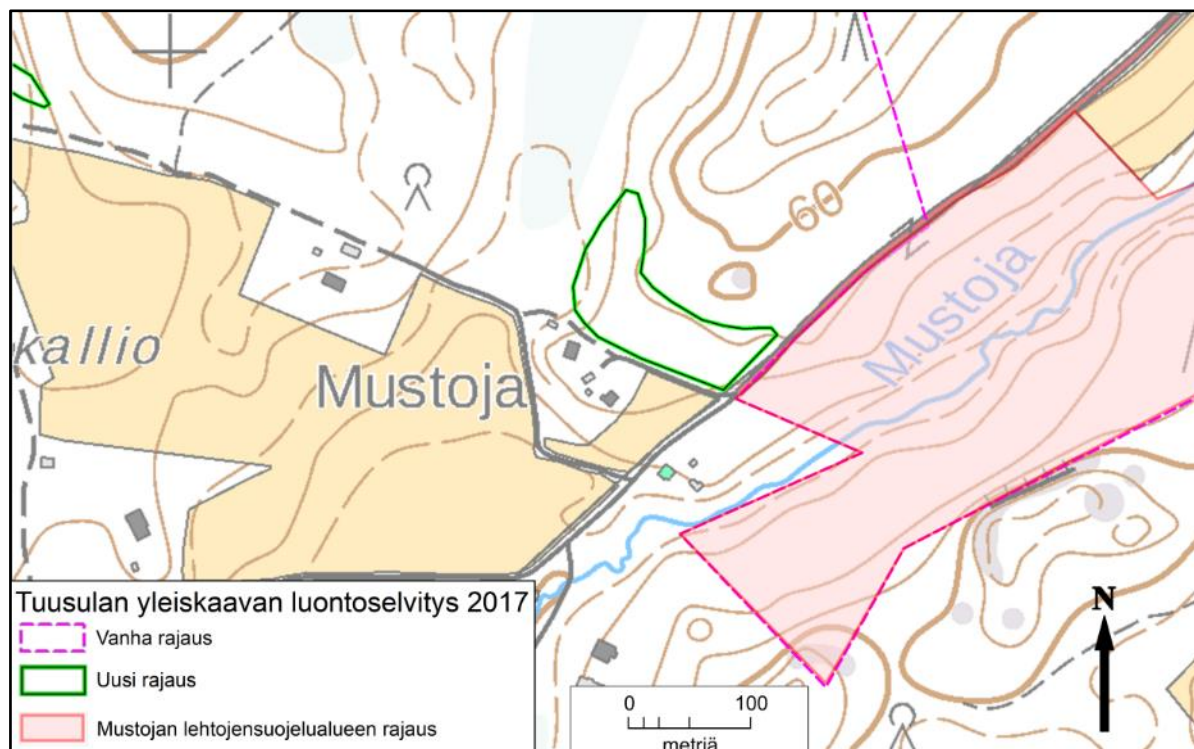 60
Mustoja
kallio
Mustoja
Tuusulan yleiskaavan luontoselvitys 2017
Vanha rajaus
Uusi rajaus
Mustojan lehtojensuojelualueen rajaus
0 100
metriä
N